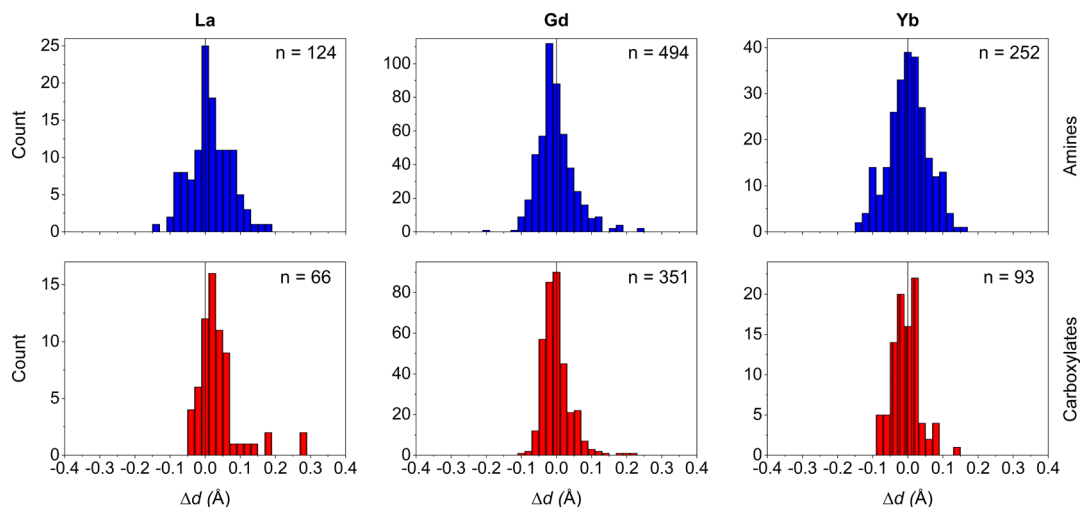 La
Gd
Yb
25
20
15
10
5
0
Count
n = 124
100
80
60
40
20
0
n = 494
40
30
20
10
0
n = 252
Amines
15
10
5
0
Count
n = 66
80
60
40
20
0
n = 351
20
15
10
5
0
n = 93
Carboxylates
-0.4 -0.3 -0.2 -0.1 0.0 0.1 0.2 0.3 0.4
-0.4 -0.3 -0.2 -0.1 0.0 0.1 0.2 0.3 0.4
-0.4 -0.3 -0.2 -0.1 0.0 0.1 0.2 0.3 0.4
Δd (Å)
Δd (Å)
Δd (Å)